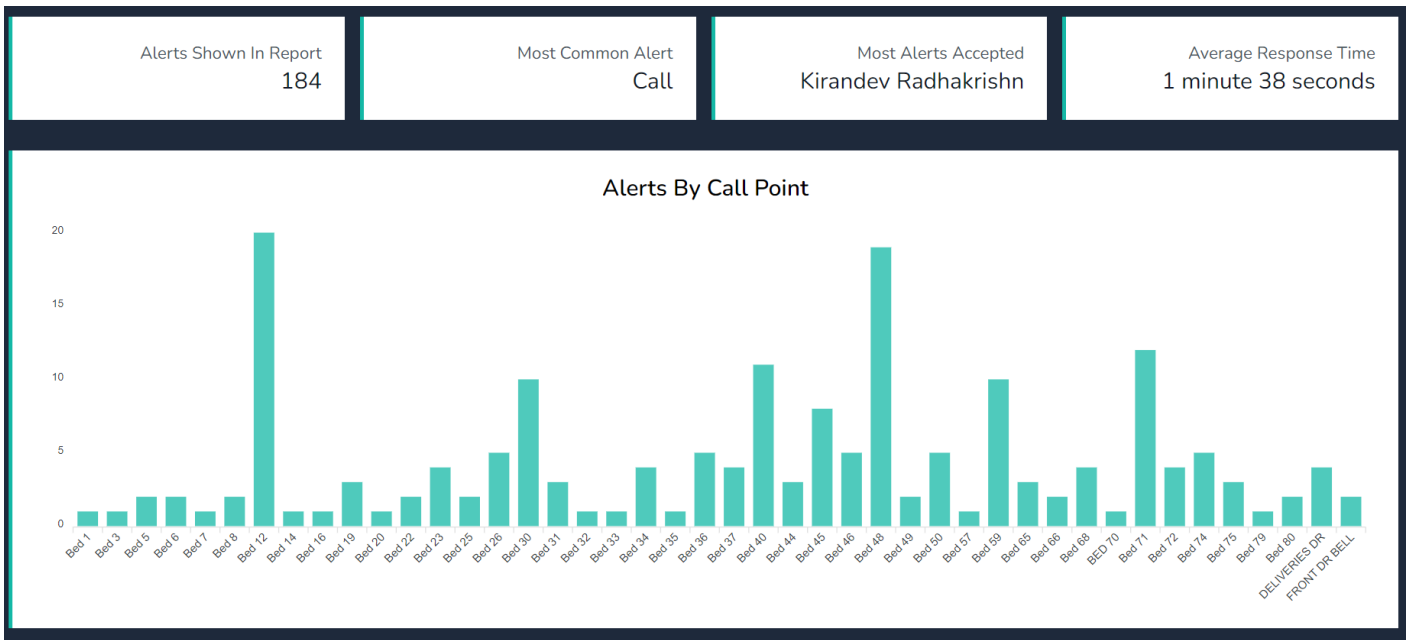 Alerts Shown In Report
184
Most Common Alert
Call
Most Alerts Accepted
Kirandev Radhakrishn
Average Response Time
1 minute 38 seconds
Alerts By Call Point
20
15
10
5
0
Bed 1
Bed 3
Bed 5
Bed 6
Bed 7
Bed 8
Bed 12
Bed 14
Bed 16
Bed 19
Bed 20
Bed 22
Bed 23
Bed 25
Bed 26
Bed 30
Bed 31
Bed 32
Bed 33
Bed 34
Bed 35
Bed 36
Bed 37
Bed 40
Bed 44
Bed 45
Bed 46
Bed 48
Bed 49
Bed 50
Bed 57
Bed 59
Bed 65
Bed 66
Bed 68
BED 70
Bed 71
Bed 72
Bed 74
Bed 75
Bed 79
Bed 80
DELIVERIES DR
FRONT DR BELL